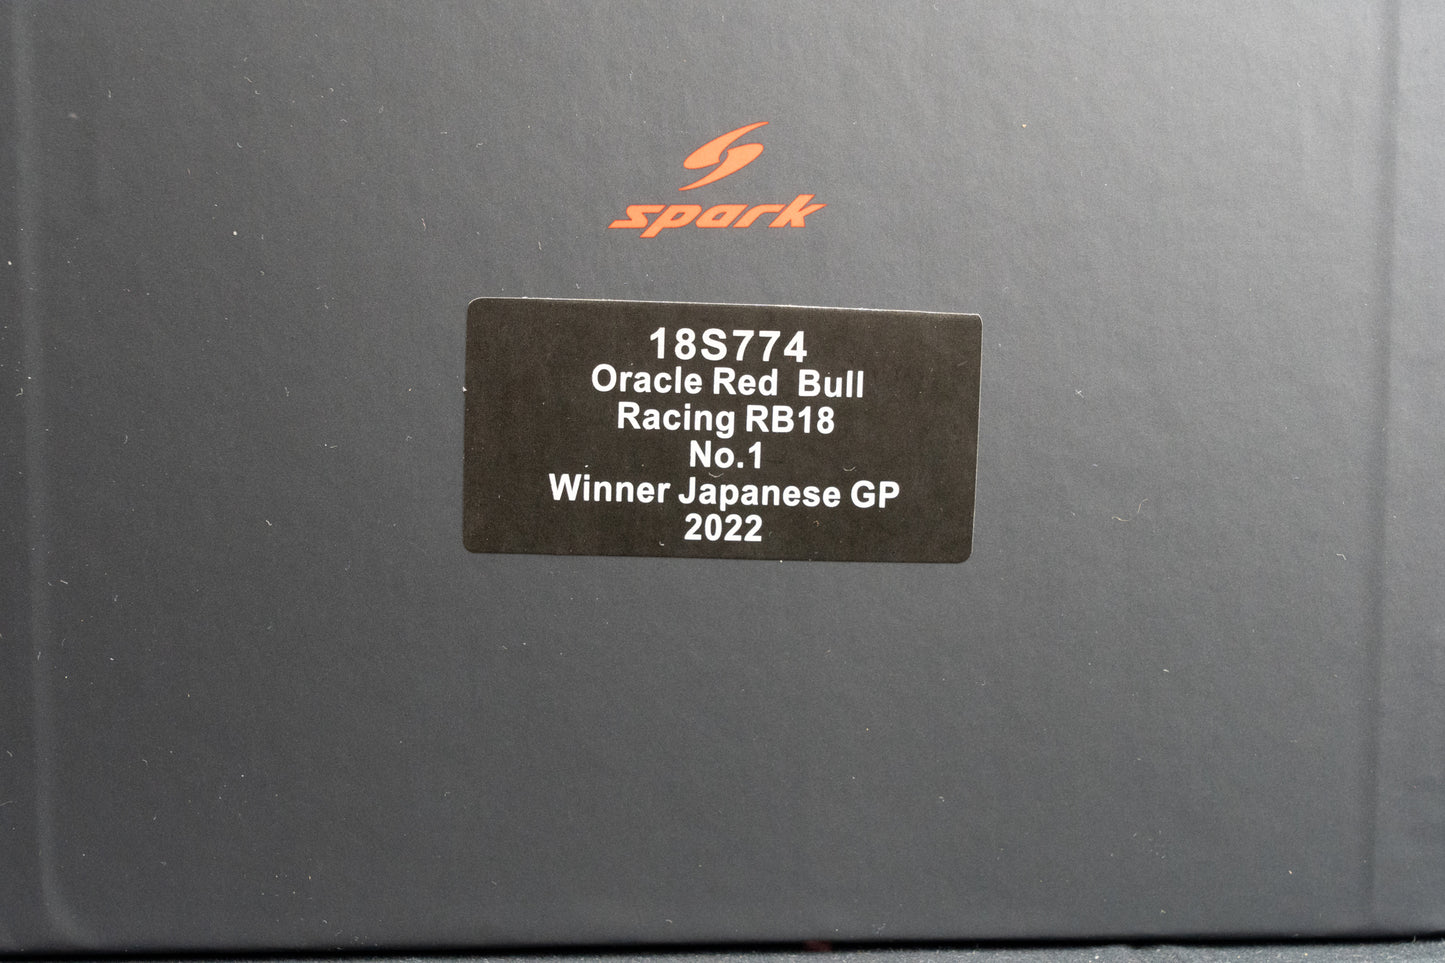 spark
18S774
Oracle Red Bull
Racing RB18
No.1
Winner Japanese GP
2022